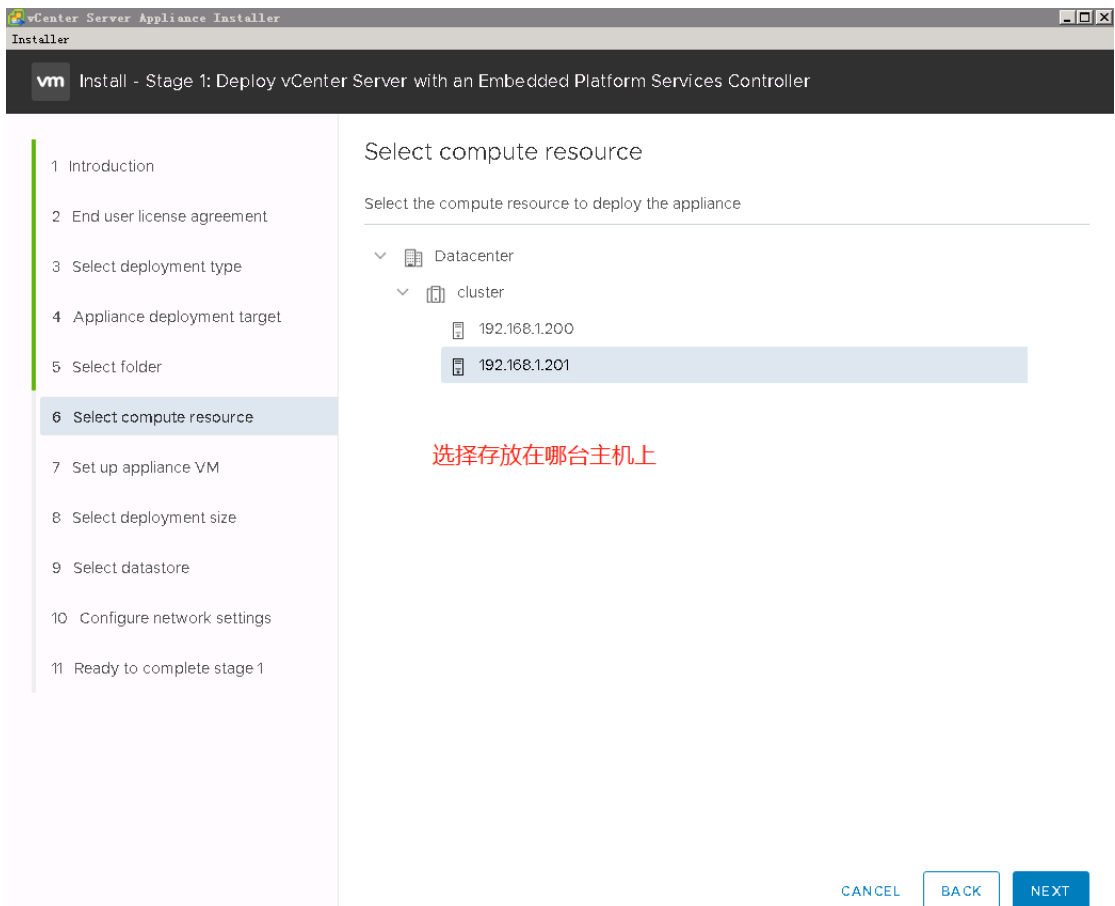 vCenter Server Appliance Installer
Installer
vm Install - Stage 1: Deploy vCenter Server with an Embedded Platform Services Controller
1 Introduction
2 End user license agreement
3 Select deployment type
4 Appliance deployment target
5 Select folder
6 Select compute resource
7 Set up appliance VM
8 Select deployment size
9 Select datastore
10 Configure network settings
11 Ready to complete stage 1
Select compute resource
Select the compute resource to deploy the appliance
Datacenter
cluster
192.168.1.200
192.168.1.201
选择存放在哪台主机上
CANCEL BACK NEXT